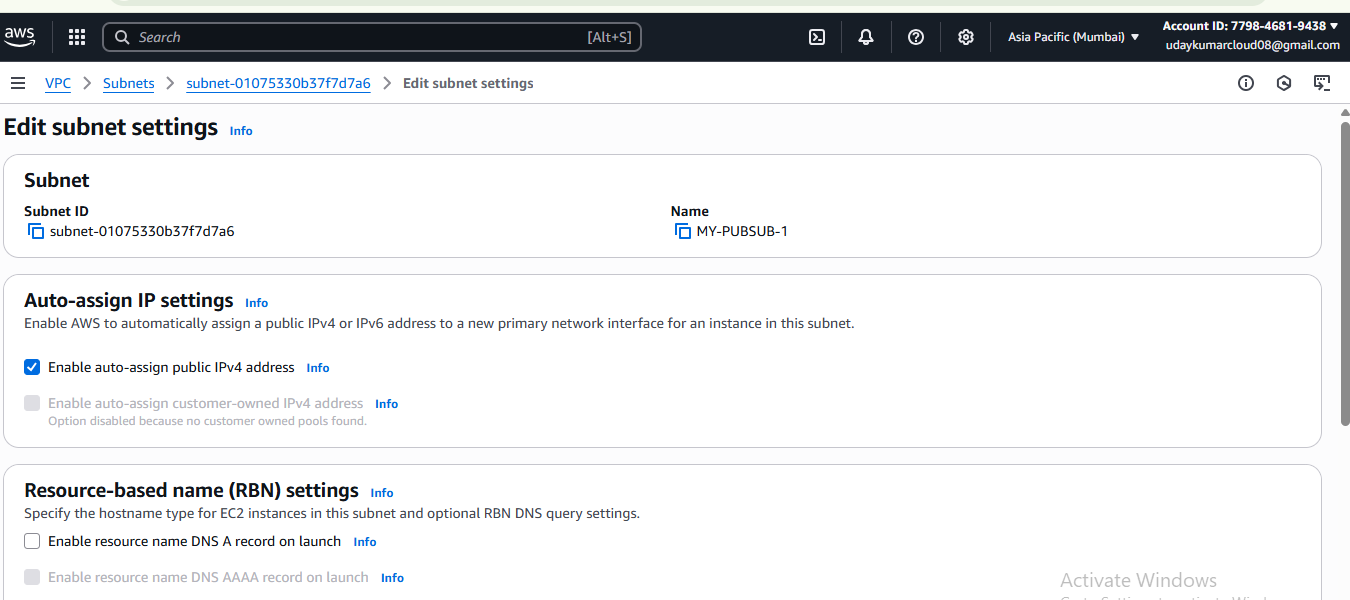 aws
Search [Alt+S]
Asia Pacific (Mumbai)
Account ID: 7798-4681-9438
udaykumarcloud08@gmail.com
VPC > Subnets > subnet-01075330b37f7d7a6 > Edit subnet settings
Edit subnet settings Info
Subnet
Subnet ID
subnet-01075330b37f7d7a6
Name
MY-PUBSUB-1
Auto-assign IP settings Info
Enable AWS to automatically assign a public IPv4 or IPv6 address to a new primary network interface for an instance in this subnet.
Enable auto-assign public IPv4 address Info
Enable auto-assign customer-owned IPv4 address Info
Option disabled because no customer owned pools found.
Resource-based name (RBN) settings Info
Specify the hostname type for EC2 instances in this subnet and optional RBN DNS query settings.
Enable resource name DNS A record on launch Info
Enable resource name DNS AAAA record on launch Info
Activate Windows